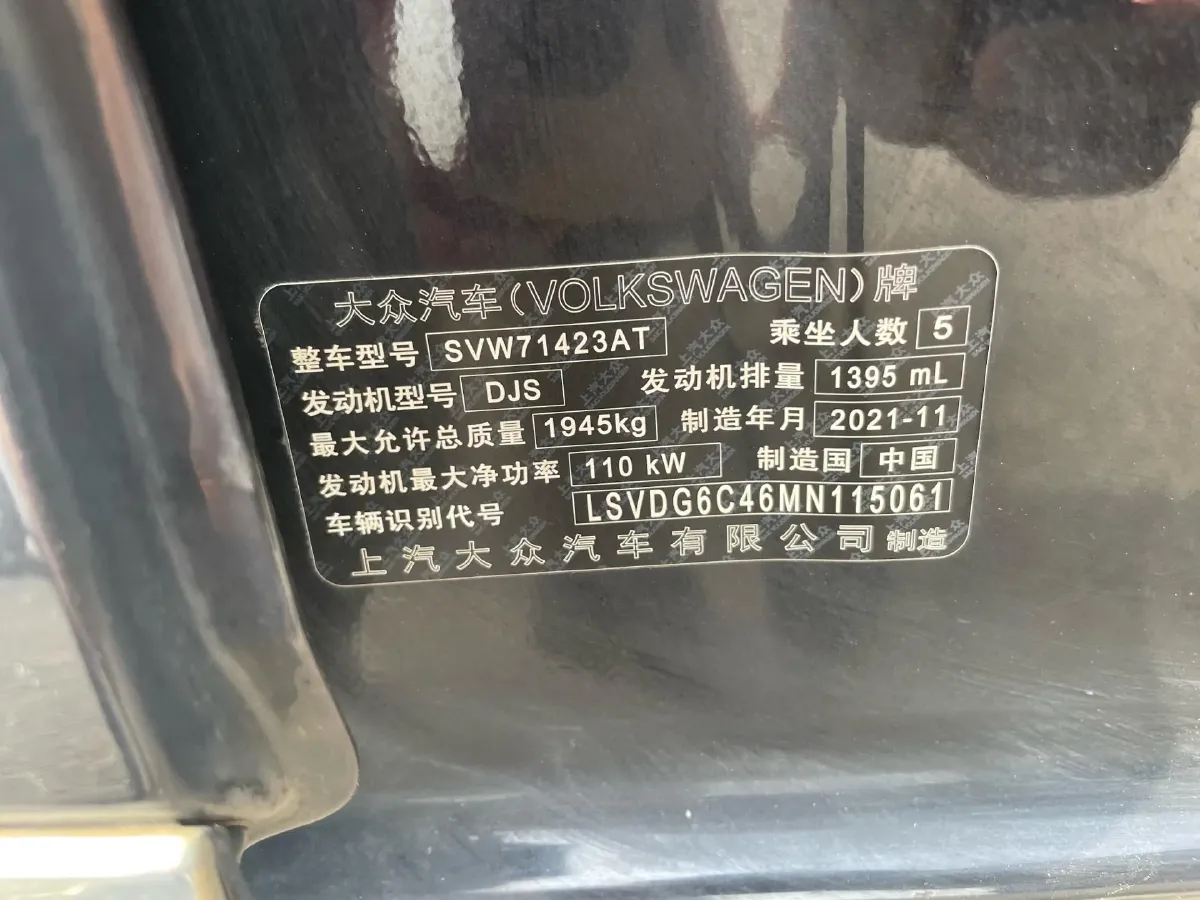 大众汽车(VOLKSWAGEN)牌
整车型号 SVW71423AT 乘坐人数 5
发动机型号 DJS 发动机排量 1395 mL
最大允许总质量 1945kg 制造年月 2021-11
发动机最大净功率 110 kW 制造国 中国
车辆识别代号 LSVDG6C46MN115061
上汽大众汽车有限公司 制造